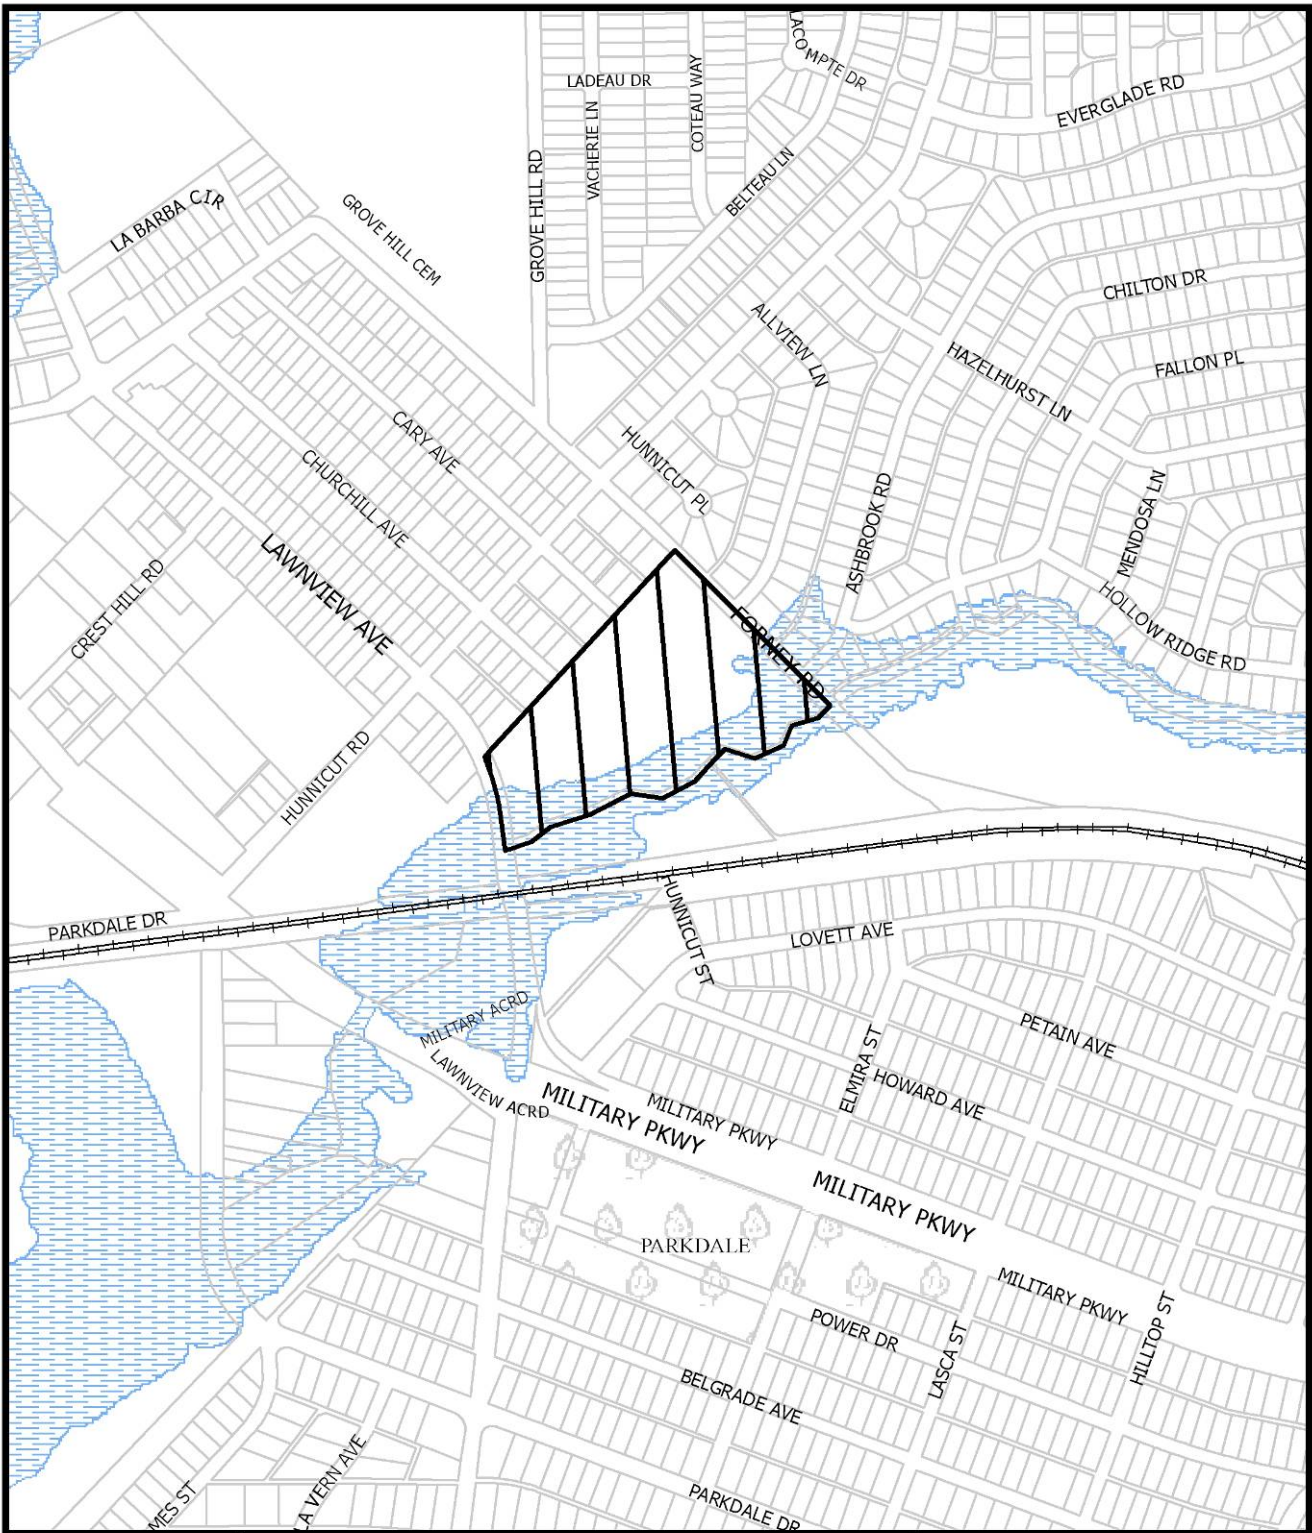 LACOMPTE DR
LADEAU DR
COTEAU WAY
EVERGLADE RD
VACHERIE LN
GROVE HILL RD
BELTEAU LN
LA BARBA CIR
GROVE HILL CEM
CHILTON DR
ALLVIEW LN
HAZELHURST LN
FALLON PL
CARY AVE
HUNNICUT PL
CHURCHILL AVE
ASHBROOK RD
MENDOSA LN
LAWNVIEW AVE
CREST HILL RD
FORNEY RD
HOLLOW RIDGE RD
HUNNICUT RD
PARKDALE DR
HUNNICUT ST
LOVETT AVE
MILITARY ACRD
PETAIN AVE
ELMIRA ST
LAWNVIEW ACRD
HOWARD AVE
MILITARY PKWY
MILITARY PKWY
MILITARY PKWY
PARKDALE
MILITARY PKWY
POWER DR
LASCA ST
HILLTOP ST
BELGRADE AVE
MES ST
LA VERN AVE
PARKDALE DR